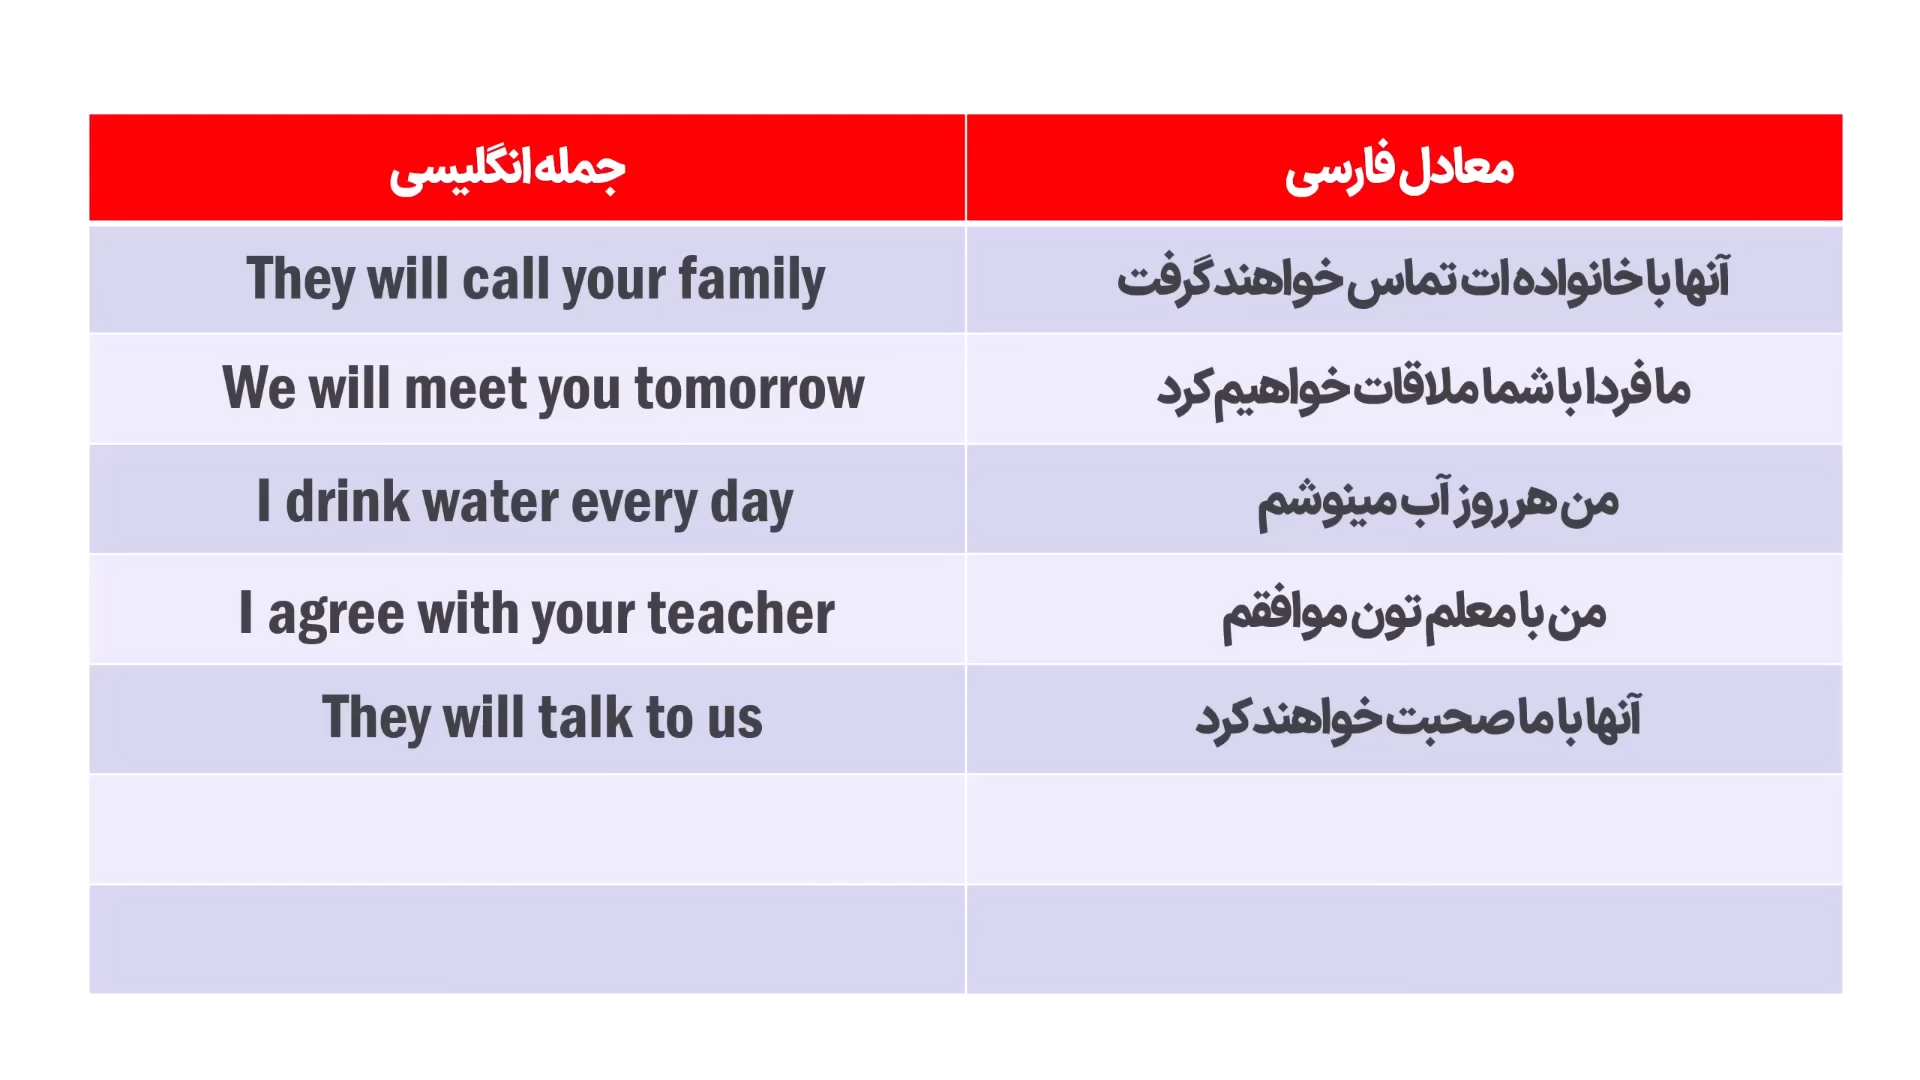 جمله انگلیسی	معادل فارسی
They will call your family	آنها با خانواده ات تماس خواهند گرفت
We will meet you tomorrow	ما فردا با شما ملاقات خواهیم کرد
I drink water every day	من هر روز آب مینوشم
I agree with your teacher	من با معلم تون موافقم
They will talk to us	آنها با ما صحبت خواهند کرد